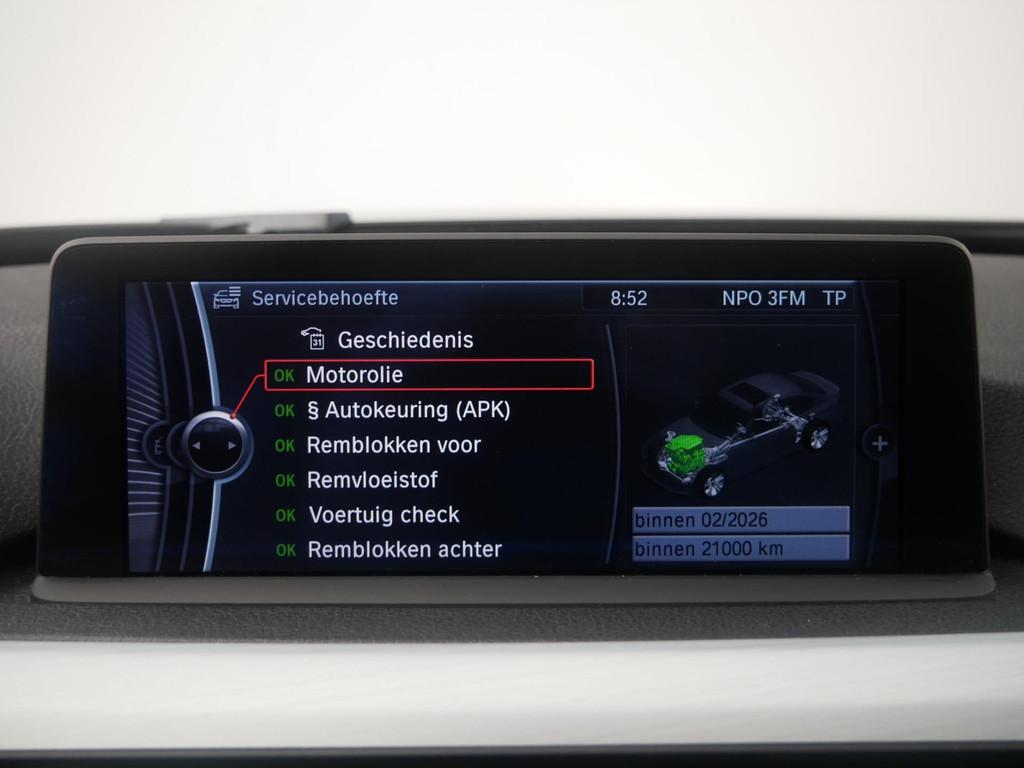 Servicebehoefte 8:52 NPO 3FM TP
31 Geschiedenis
OK Motorolie
OK § Autokeuring (APK)
OK Remblokken voor
OK Remvloeistof
OK Voertuig check
OK Remblokken achter
binnen 02/2026
binnen 21000 km